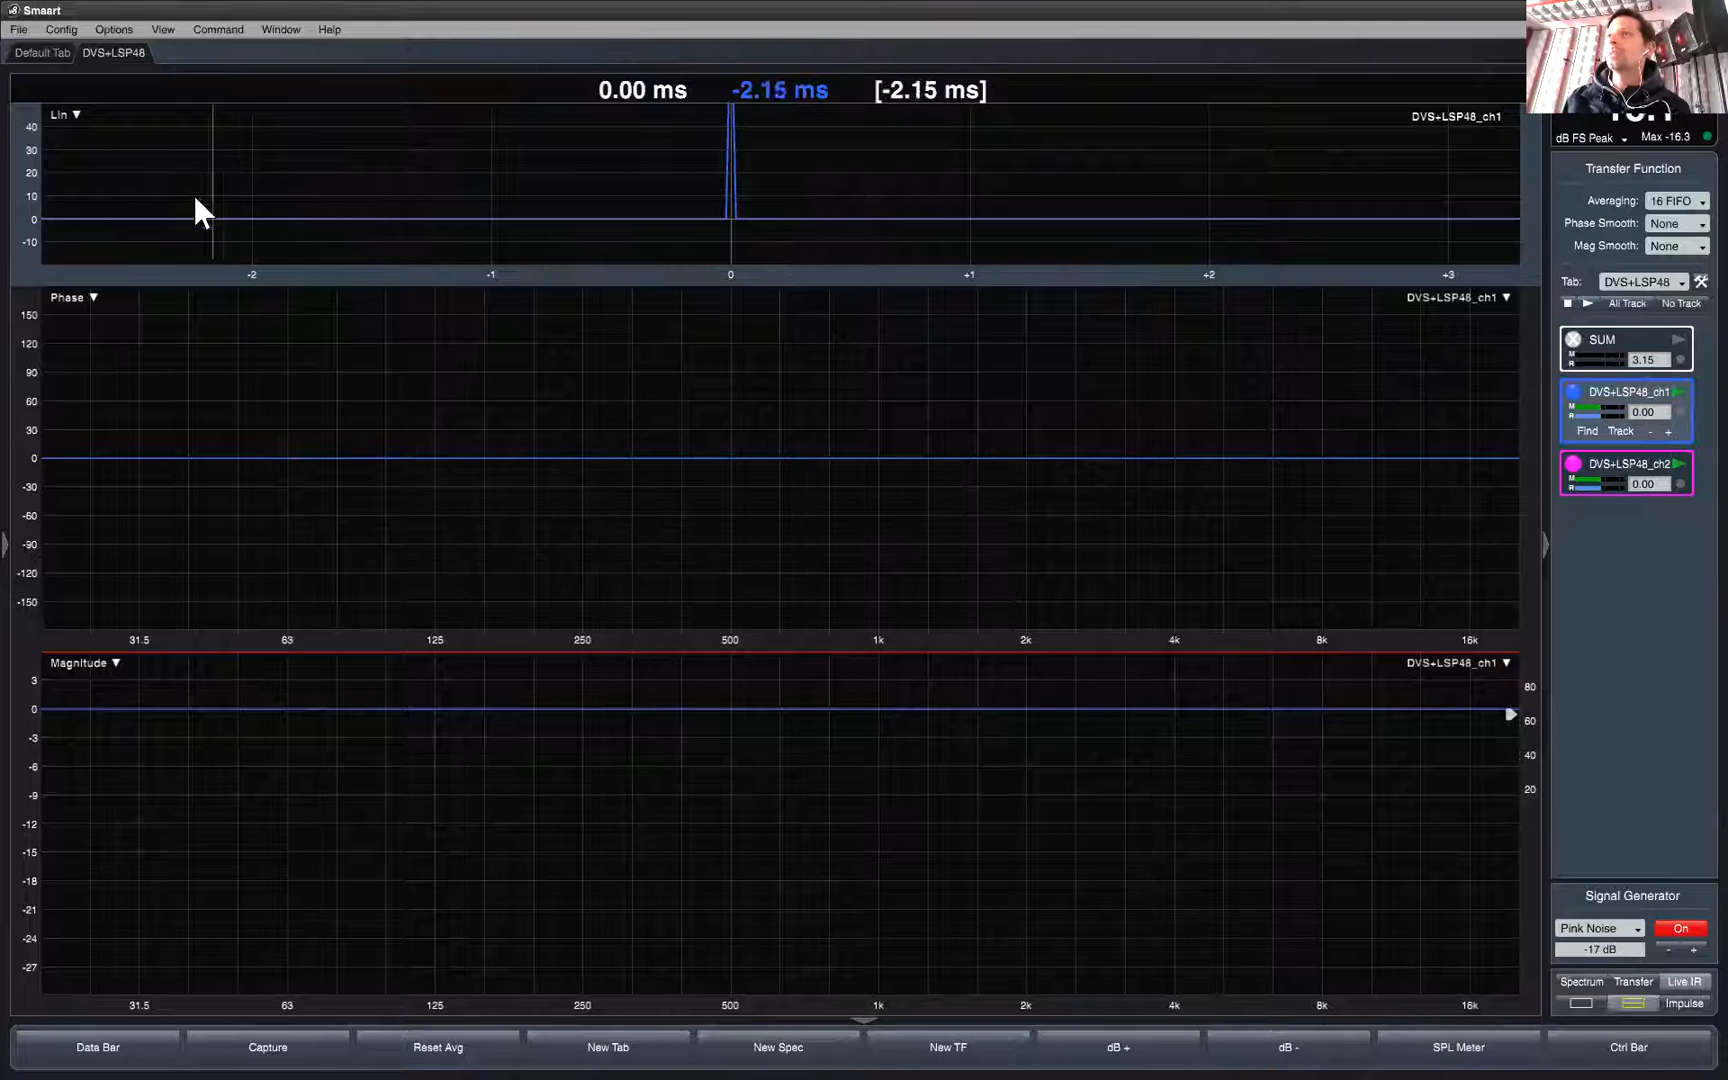 Smaart
File Config Options View Command Window Help
Default Tab DVS+LSP48
0.00 ms -2.15 ms [-2.15 ms]
Lin ▼ DVS+LSP48_ch1
40
30
20
10
0
-10
-2 -1 0 +1 +2 +3
Phase ▼ DVS+LSP48_ch1 ▼
150
120
90
60
30
0
-30
-60
-90
-120
-150
31.5 63 125 250 500 1k 2k 4k 8k 16k
Magnitude ▼ DVS+LSP48_ch1 ▼
3
0
-3
-6
-9
-12
-15
-18
-21
-24
-27
80
60
40
20
31.5 63 125 250 500 1k 2k 4k 8k 16k
dB FS Peak Max -16.3
Transfer Function
Averaging: 16 FIFO
Phase Smooth: None
Mag Smooth: None
Tab: DVS+LSP48
All Track No Track
SUM
M
R 3.15
DVS+LSP48_ch1
M
R 0.00
Find Track - +
DVS+LSP48_ch2
M
R 0.00
Signal Generator
Pink Noise On
-17 dB - +
Spectrum Transfer Live IR
Impulse
Data Bar Capture Reset Avg New Tab New Spec New TF dB + dB - SPL Meter Ctrl Bar